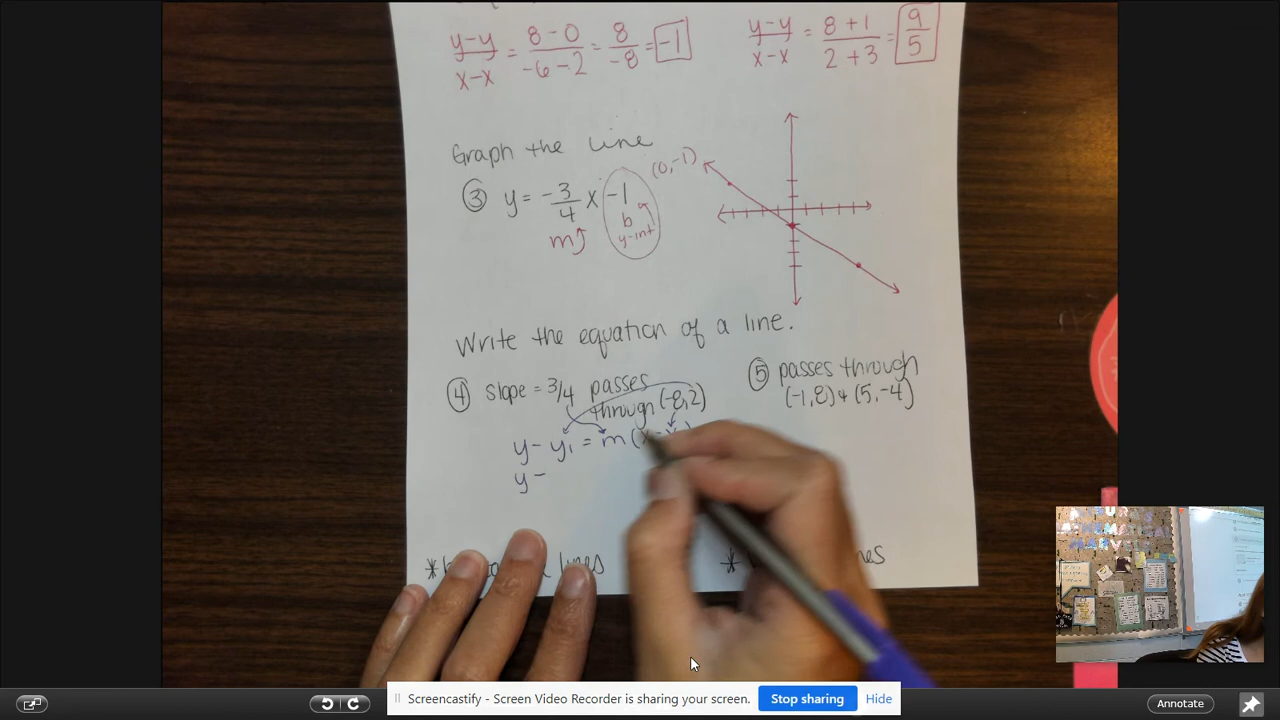 y-y/x-x = 8-0/-6-2 = 8/-8 = -1
y-y/x-x = 8+1/2+3 = 9/5
Graph the line
(0,-1)
③ y = -3/4 x -1
m
b
y-int
Write the equation of a line.
④ Slope = 3/4 passes
through (-8,2)
⑤ passes through
(-1,8) & (5,-4)
y - y₁ = m(x-
y -
* lines
* lines
Screencastify - Screen Video Recorder is sharing your screen.
Stop sharing
Hide
Annotate